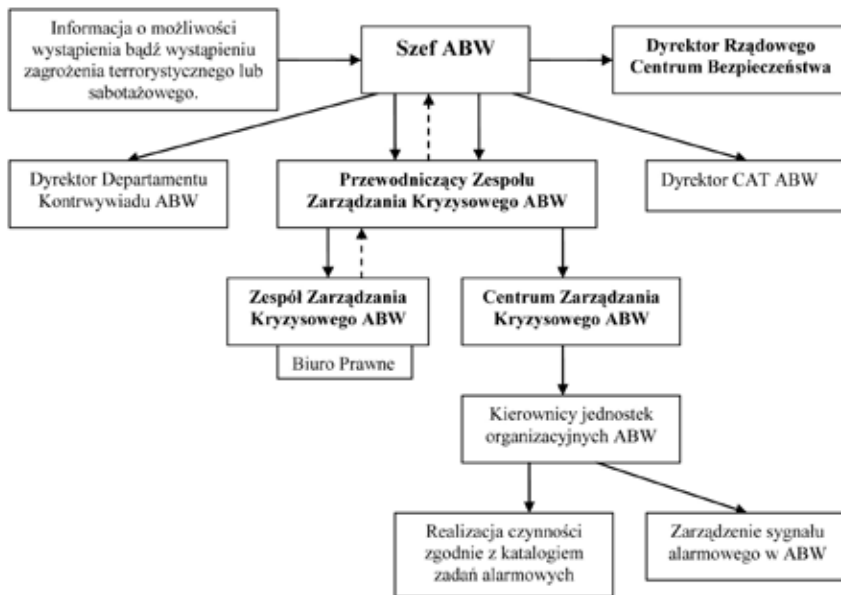 Informacja o możliwości
wystąpienia bądź wystąpieniu
zagrożenia terrorystycznego lub
sabotażowego.
Szef ABW
Dyrektor Rządowego
Centrum Bezpieczeństwa
Dyrektor Departamentu
Kontrwywiadu ABW
Przewodniczący Zespołu
Zarządzania Kryzysowego ABW
Dyrektor CAT ABW
Zespół Zarządzania
Kryzysowego ABW
Biuro Prawne
Centrum Zarządzania
Kryzysowego ABW
Kierownicy jednostek
organizacyjnych ABW
Realizacja czynności
zgodnie z katalogiem
zadań alarmowych
Zarządzenie sygnału
alarmowego w ABW